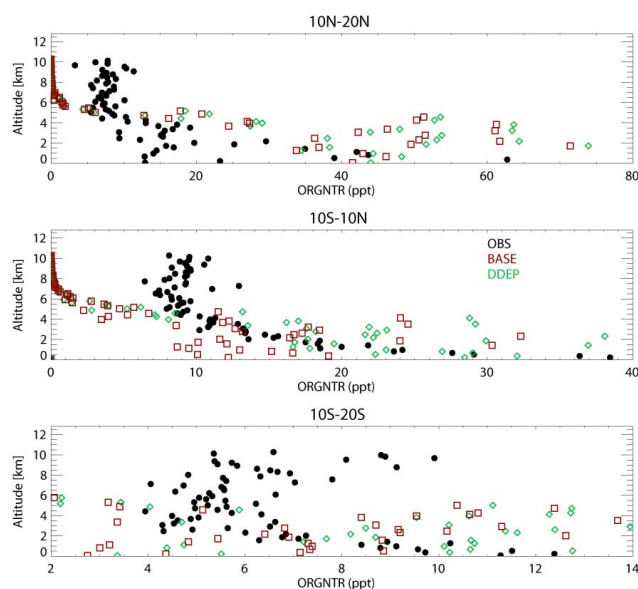 10N-20N
Altitude [km]
12
10
8
6
4
2
0
0 20 40 60 80
ORGNTR (ppt)
10S-10N
Altitude [km]
12
10
8
6
4
2
0
OBS
BASE
DDEP
0 10 20 30 40
ORGNTR (ppt)
10S-20S
Altitude [km]
12
10
8
6
4
2
0
2 4 6 8 10 12 14
ORGNTR (ppt)